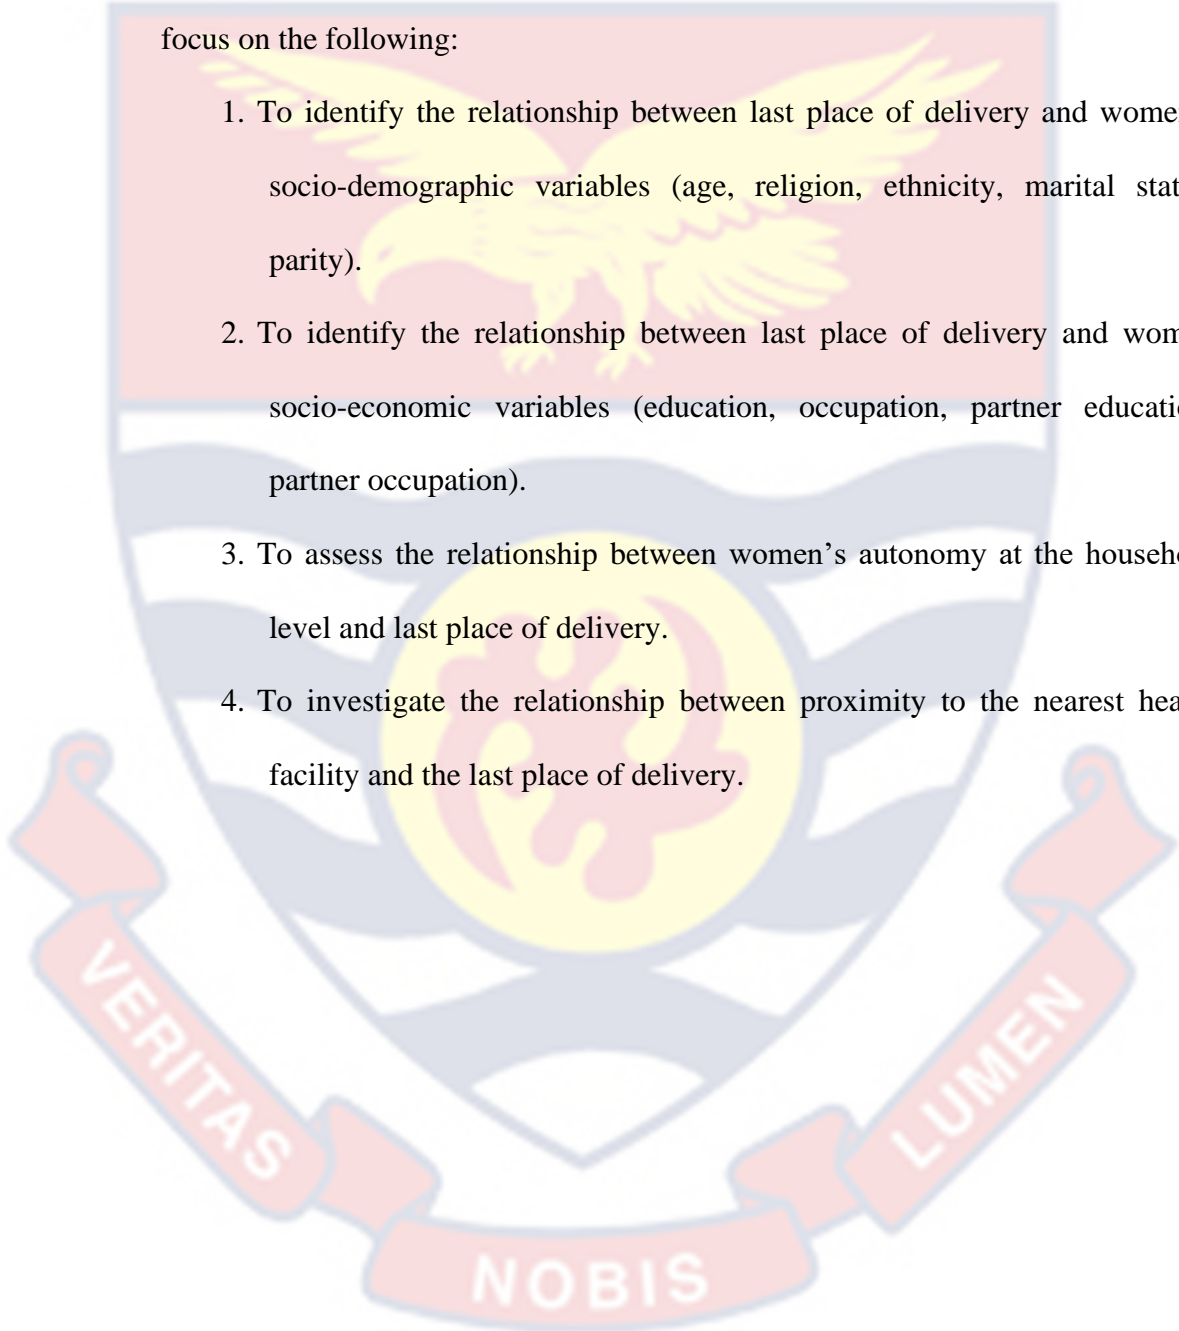 focus on the following:
1. To identify the relationship between last place of delivery and women
socio-demographic variables (age, religion, ethnicity, marital stat
parity).
2. To identify the relationship between last place of delivery and wom
socio-economic variables (education, occupation, partner educatio
partner occupation).
3. To assess the relationship between women’s autonomy at the househo
level and last place of delivery.
4. To investigate the relationship between proximity to the nearest hea
facility and the last place of delivery.
VERITAS
NOBIS
LUMEN